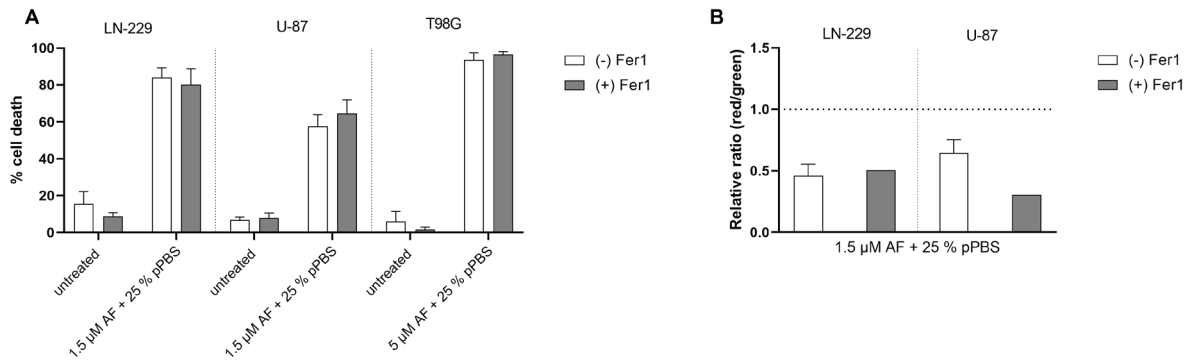 A
LN-229
U-87
T98G
% cell death
100
80
60
40
20
0
untreated
1.5 µM AF + 25 % pPBS
untreated
1.5 µM AF + 25 % pPBS
untreated
5 µM AF + 25 % pPBS
(-) Fer1
(+) Fer1
B
LN-229
U-87
Relative ratio (red/green)
1.5
1.0
0.5
0.0
1.5 µM AF + 25 % pPBS
(-) Fer1
(+) Fer1